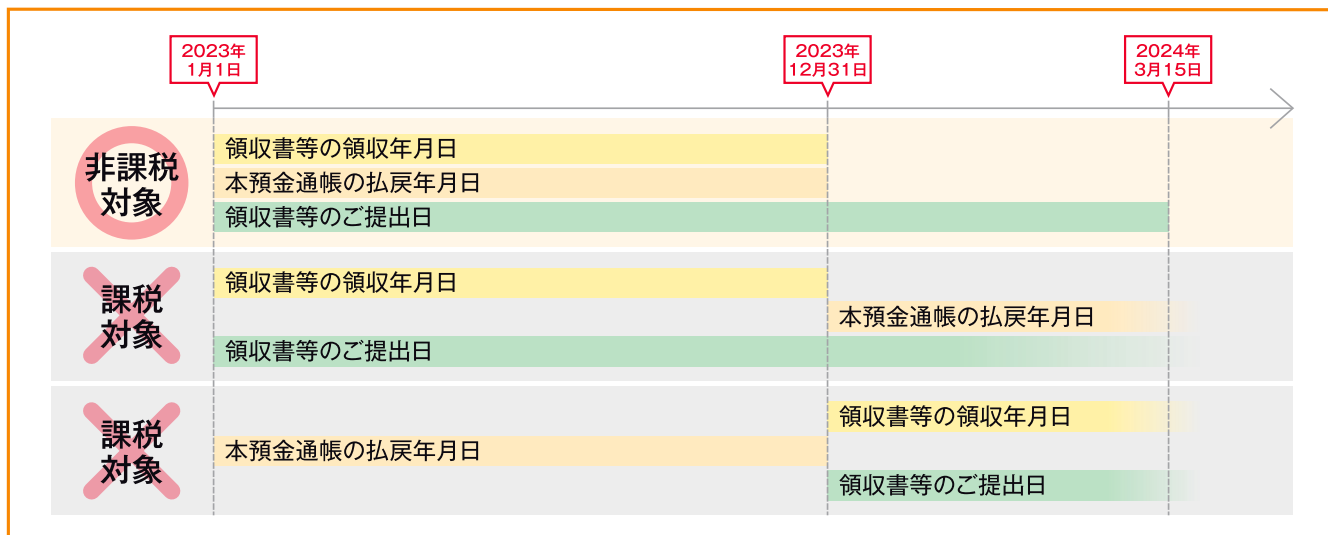 2023年
1月1日
2023年
12月31日
2024年
3月15日
非課税
対象
領収書等の領収年月日
本預金通帳の払戻年月日
領収書等のご提出日
課税
対象
領収書等の領収年月日
本預金通帳の払戻年月日
領収書等のご提出日
課税
対象
領収書等の領収年月日
本預金通帳の払戻年月日
領収書等のご提出日